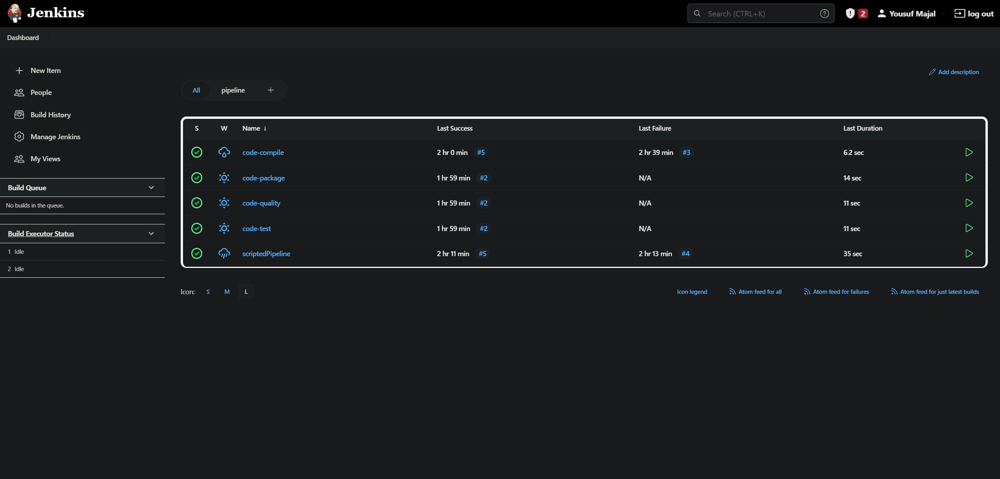 Jenkins
Search (CTRL+K)
2
Yousuf Majal
log out
Dashboard
New Item
People
Build History
Manage Jenkins
My Views
Build Queue
No builds in the queue.
Build Executor Status
1 Idle
2 Idle
Add description
All pipeline +
S W Name ↓ Last Success Last Failure Last Duration
code-compile 2 hr 0 min #5 2 hr 39 min #3 6.2 sec
code-package 1 hr 59 min #2 N/A 14 sec
code-quality 1 hr 59 min #2 N/A 11 sec
code-test 1 hr 59 min #2 N/A 11 sec
scriptedPipeline 2 hr 11 min #5 2 hr 13 min #4 35 sec
Icon: S M L
Icon legend Atom feed for all Atom feed for failures Atom feed for just latest builds